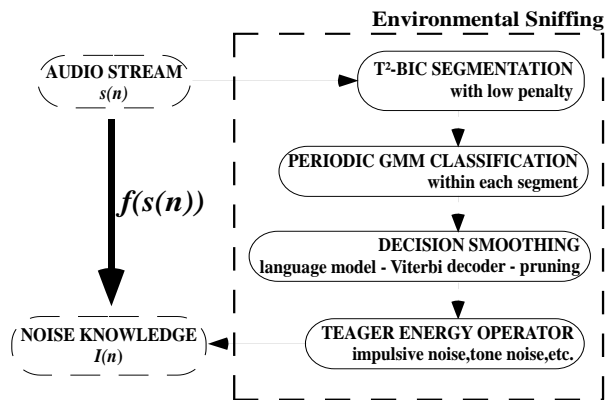 Environmental Sniffing
AUDIO STREAM
s(n)
T²-BIC SEGMENTATION
with low penalty
PERIODIC GMM CLASSIFICATION
within each segment
f(s(n))
DECISION SMOOTHING
language model - Viterbi decoder - pruning
NOISE KNOWLEDGE
I(n)
TEAGER ENERGY OPERATOR
impulsive noise,tone noise,etc.